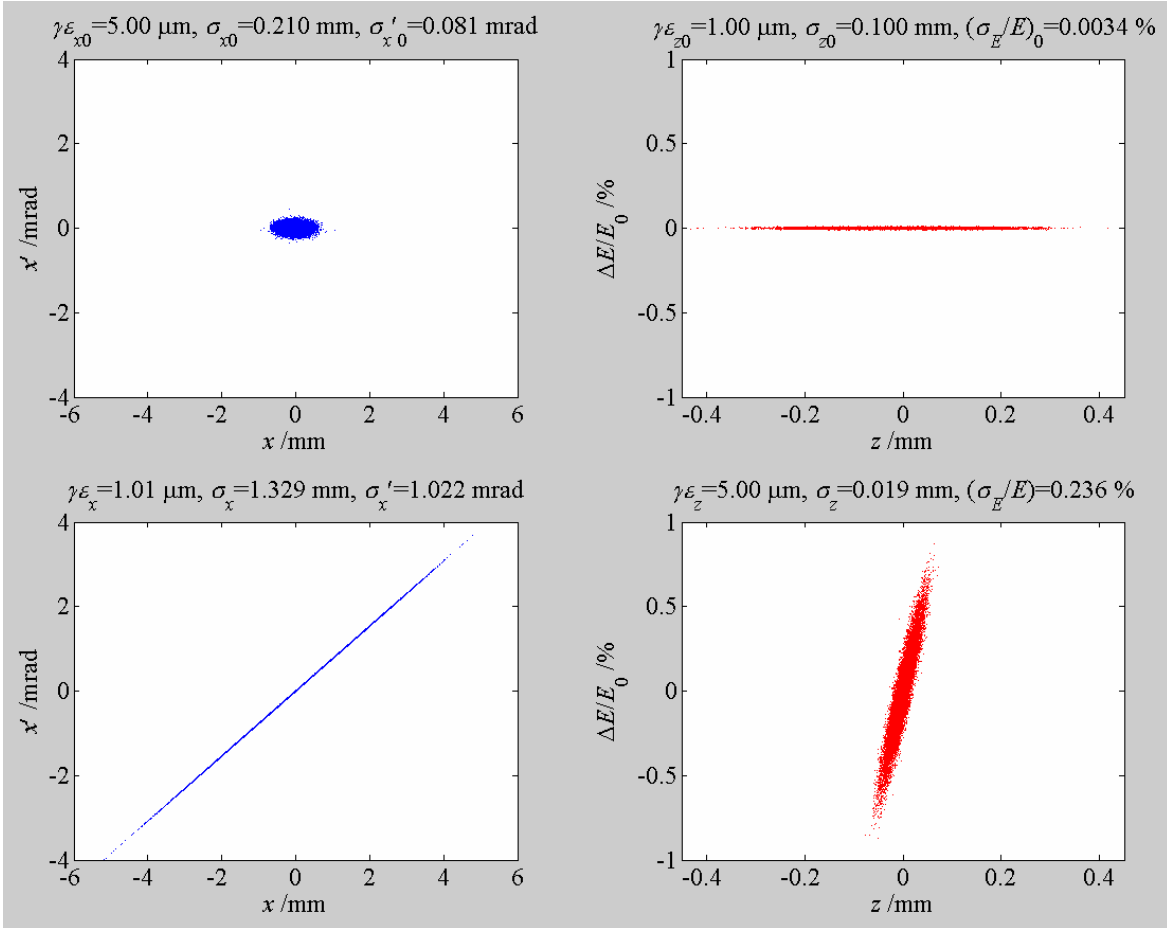 γε_x0=5.00 μm, σ_x0=0.210 mm, σ_x′_0=0.081 mrad
4
2
0
-2
-4
x′ /mrad
-6 -4 -2 0 2 4 6
x /mm
γε_z0=1.00 μm, σ_z0=0.100 mm, (σ_E/E)_0=0.0034 %
1
0.5
0
-0.5
-1
ΔE/E_0 /%
-0.4 -0.2 0 0.2 0.4
z /mm
γε_x=1.01 μm, σ_x=1.329 mm, σ_x′=1.022 mrad
4
2
0
-2
-4
x′ /mrad
-6 -4 -2 0 2 4 6
x /mm
γε_z=5.00 μm, σ_z=0.019 mm, (σ_E/E)=0.236 %
1
0.5
0
-0.5
-1
ΔE/E_0 /%
-0.4 -0.2 0 0.2 0.4
z /mm